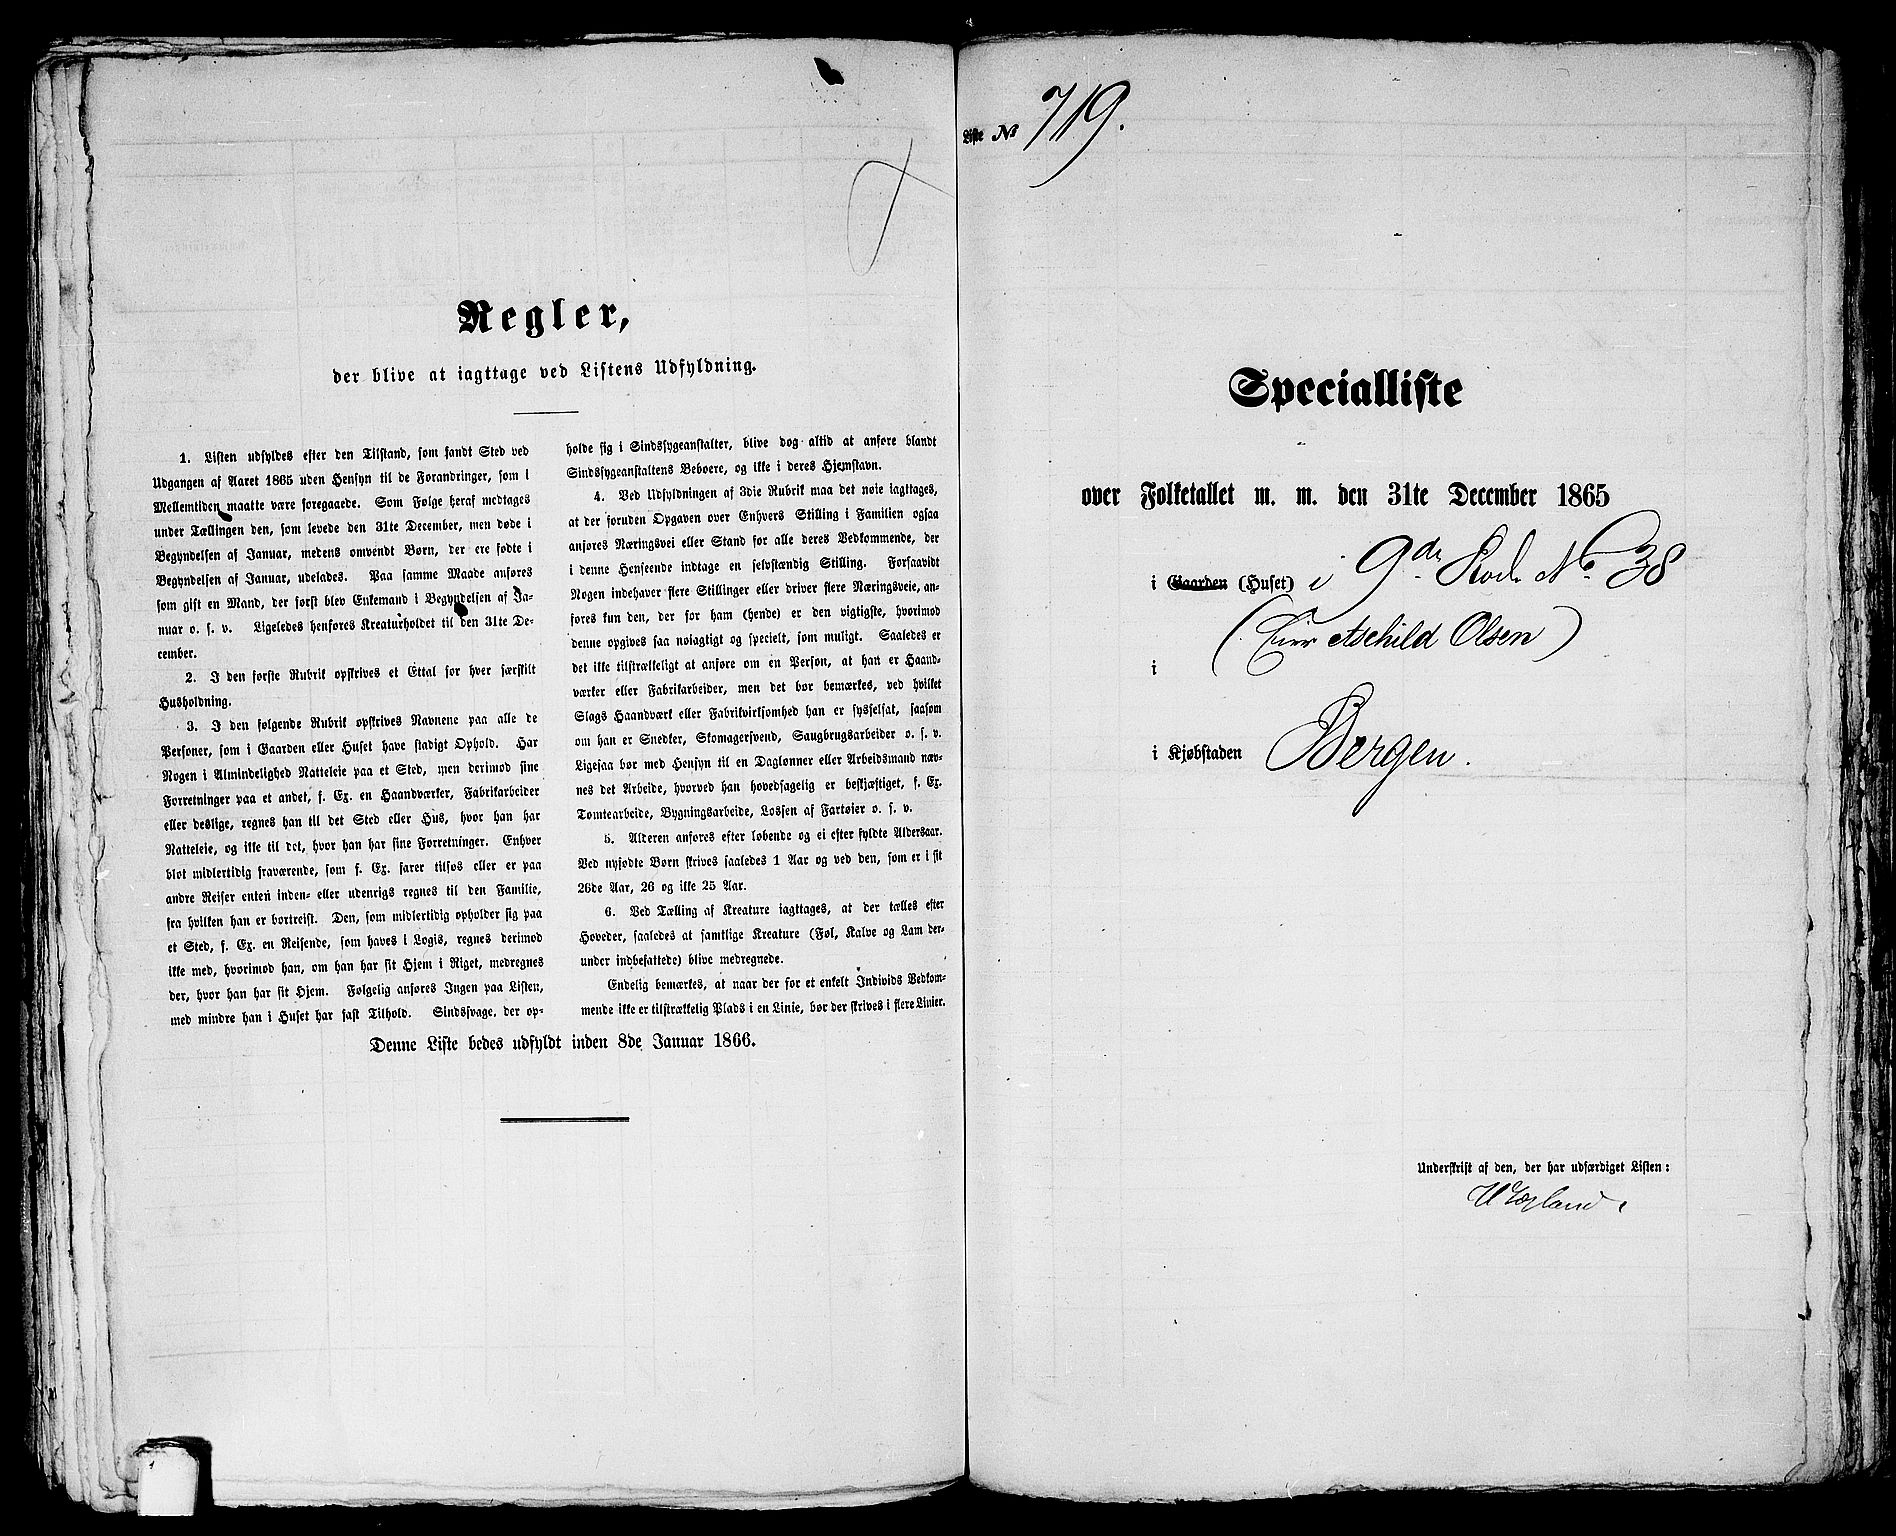 Regler,
der blive at iagttage ved Listens Udfyldning.
1. Listen udfyldes efter den Tilstand, som fandt Sted ved
Udgangen af Aaret 1865 uden Hensyn til de Forandringer, som i
Mellemtiden maatte være foregaaede. Som Følge heraf medtages
under Tællingen den, som levede den 31te December, men døde i
Begyndelsen af Januar, medens omvendt Børn, der ere fødte i
Begyndelsen af Januar, udelades. Paa samme Maade anføres
som gift en Mand, der først blev Enkemand i Begyndelsen af Ja-
nuar o. s. v. Ligeledes henføres Kreaturholdet til den 31te De-
cember.
2. I den første Rubrik opskrives et Ettal for hver særskilt
Husholdning.
3. I den følgende Rubrik opskrives Navnene paa alle de
Personer, som i Gaarden eller Huset have stadigt Ophold. Har
Nogen i Almindelighed Natteleie paa et Sted, men derimod sine
Forretninger paa et andet, f. Ex. en Haandværker, Fabrikarbeider
eller deslige, regnes han til det Sted eller Hus, hvor han har
Natteleie, og ikke til det, hvor han har sine Forretninger. Enhver
blot midlertidig fraværende, som f. Ex. farer tilsøs eller er paa
andre Reiser enten inden- eller udenrigs regnes til den Familie,
fra hvilken han er bortreist. Den, som midlertidig opholder sig paa
et Sted, f. Ex. en Reisende, som haves i Logis, regnes derimod
ikke med, hvorimod han, om han har sit Hjem i Riget, medregnes
der, hvor han har sit Hjem. Følgelig anføres Ingen paa Listen,
med mindre han i Huset har fast Tilhold. Sindssvage, der op-
holde sig i Sindssygeanstalter, blive dog altid at anføre blandt
Sindssygeanstaltens Beboere, og ikke i deres Hjemstavn.
4. Ved Udfyldningen af 3die Rubrik maa det nøie iagttages,
at der foruden Opgaven over Enhvers Stilling i Familien ogsaa
anføres Næringsvei eller Stand for alle deres Vedkommende, der
i denne Henseende indtage en selvstændig Stilling. Forsaavidt
Nogen indehaver flere Stillinger eller driver flere Næringsveie, an-
føres kun den, der for ham (hende) er den vigtigste, hvorimod
denne opgives saa nøiagtigt og specielt, som muligt. Saaledes er
det ikke tilstrækkeligt at anføre om en Person, at han er Haand-
værker eller Fabrikarbeider, men det bør bemærkes, ved hvilket
Slags Haandværk eller Fabrikvirksomhed han er sysselsat, saasom
om han er Snedker, Skomagersvend, Saugbrugsarbeider o. s. v.
Ligesaa bør med Hensyn til en Daglønner eller Arbeidsmand næv-
nes det Arbeide, hvorved han hovedsagelig er beskjæftiget, f. Ex.
Tomtearbeide, Bygningsarbeide, Lossen af Fartøier o. s. v.
5. Alderen anføres efter løbende og ei efter fyldte Aldersaar.
Ved nyfødte Børn skrives saaledes 1 Aar og ved den, som er i sit
26de Aar, 26 og ikke 25 Aar.
6. Ved Tælling af Kreature iagttages, at der tælles efter
Hoveder, saaledes at samtlige Kreature (Føl, Kalve og Lam der-
under indbefattede) blive medregnede.
Endelig bemærkes, at naar der for et enkelt Individs Vedkom-
mende ikke er tilstrækkelig Plads i en Linie, bør der skrives i flere Linier.
Denne Liste bedes udfyldt inden 8de Januar 1866.
Liste No 719.
Specialliste
over Folketallet m. m. den 31te December 1865
i Gaarden (Huset) i 9de Rode No 38
(Eier Olsen)
i
i Kjøbstaden Bergen.
Underskrift af den, der har udfærdiget Listen: